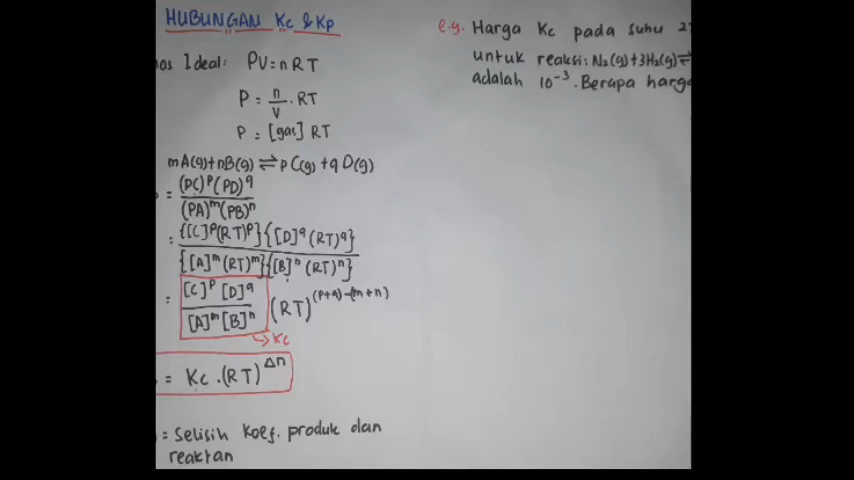 HUBUNGAN Kc & Kp
Ideal: PV = n RT
P = n/V . RT
P = [gas] RT
mA(g) + nB(g) ⇌ pC(g) + qD(g)
= (PC)^p (PD)^q / (PA)^m (PB)^n
= {[C]^p (RT)^p} {[D]^q (RT)^q} / {[A]^m (RT)^m} {[B]^n (RT)^n}
= [C]^p [D]^q / [A]^m [B]^n (RT)^(p+q)-(m+n)
↳ Kc
= Kc . (RT)^Δn
= Selisih koef. produk dan
reaktan
e.g. Harga Kc pada suhu
untuk reaksi: N₂(g) + 3H₂(g) ⇌
adalah 10⁻³. Berapa harga